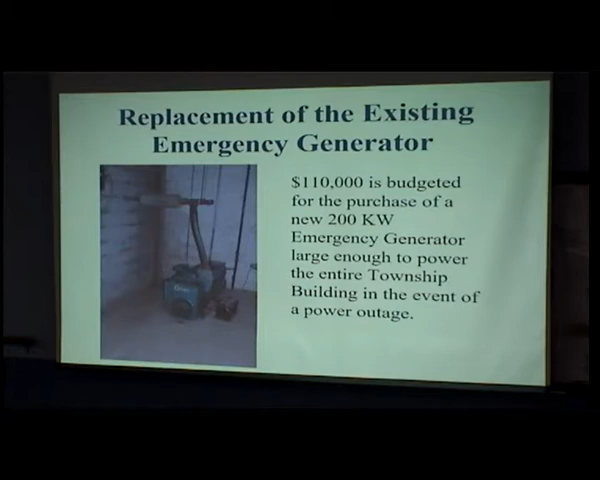 Replacement of the Existing
Emergency Generator
$110,000 is budgeted
for the purchase of a
new 200 KW
Emergency Generator
large enough to power
the entire Township
Building in the event of
a power outage.